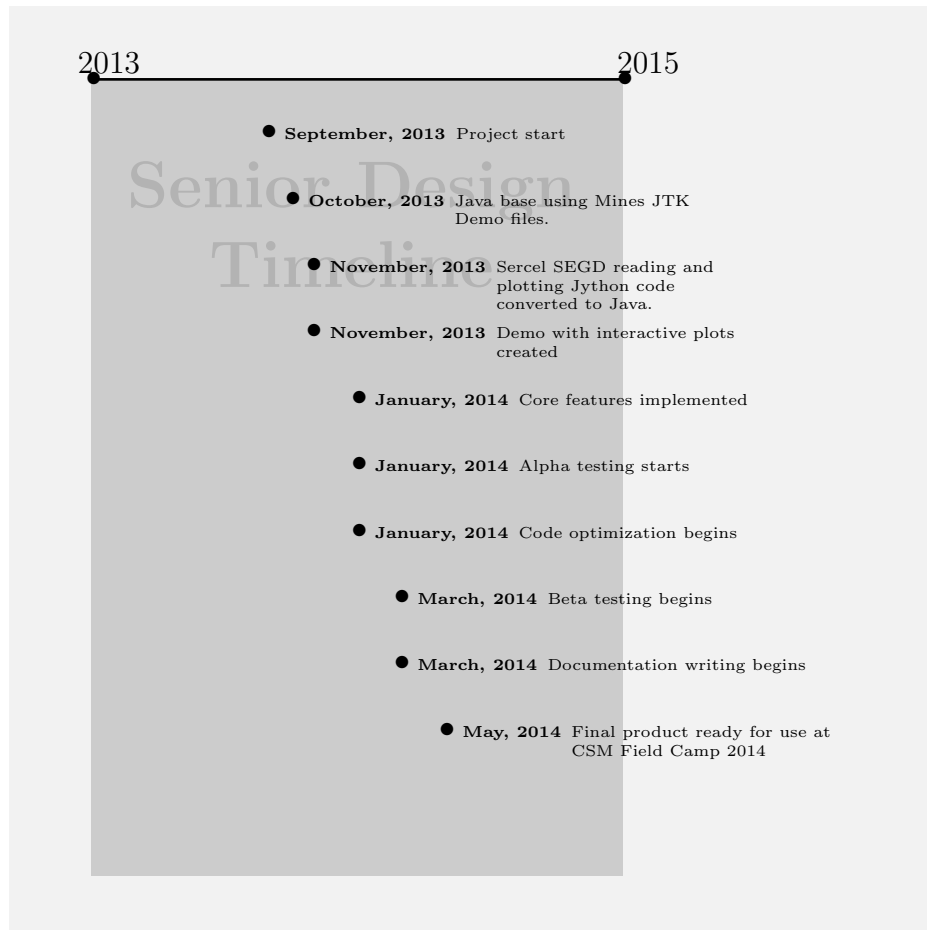 2013 2015
September, 2013 Project start
Senior Design
October, 2013 Java base using Mines JTK
Demo files.
Timeline
November, 2013 Sercel SEGD reading and
plotting Jython code
converted to Java.
November, 2013 Demo with interactive plots
created
January, 2014 Core features implemented
January, 2014 Alpha testing starts
January, 2014 Code optimization begins
March, 2014 Beta testing begins
March, 2014 Documentation writing begins
May, 2014 Final product ready for use at
CSM Field Camp 2014